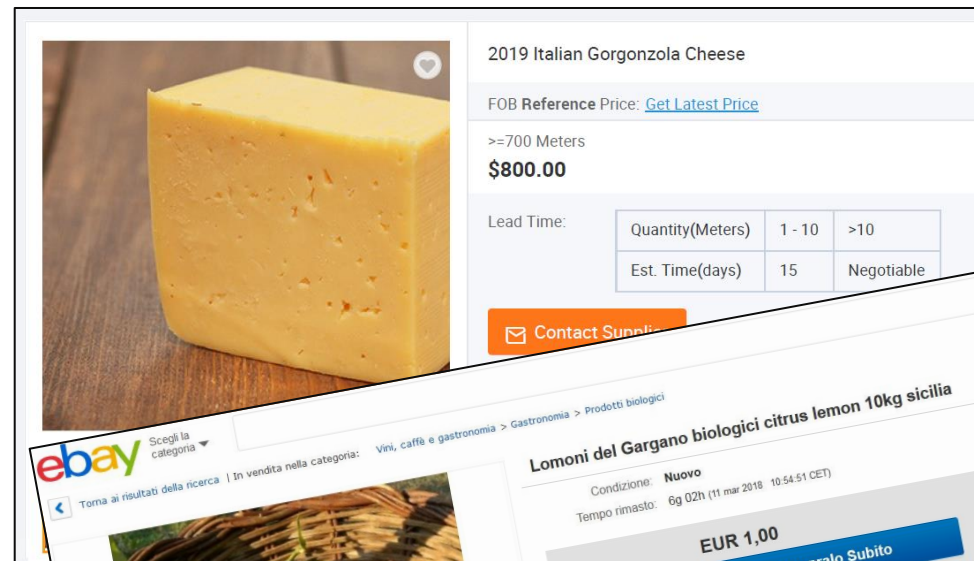 2019 Italian Gorgonzola Cheese
FOB Reference Price: Get Latest Price
>=700 Meters
$800.00
Lead Time:
Quantity(Meters) 1 - 10 >10
Est. Time(days) 15 Negotiable
Contact
ebay
Scegli la
categoria
Torna ai risultati della ricerca | In vendita nella categoria: Vini, caffè e gastronomia > Gastronomia > Prodotti biologici
Lomoni del Gargano biologici citrus lemon 10kg sicilia
Condizione: Nuovo
Tempo rimasto: 6g 02h (11 mar 2018 10:54:51 CET)
EUR 1,00
Subito